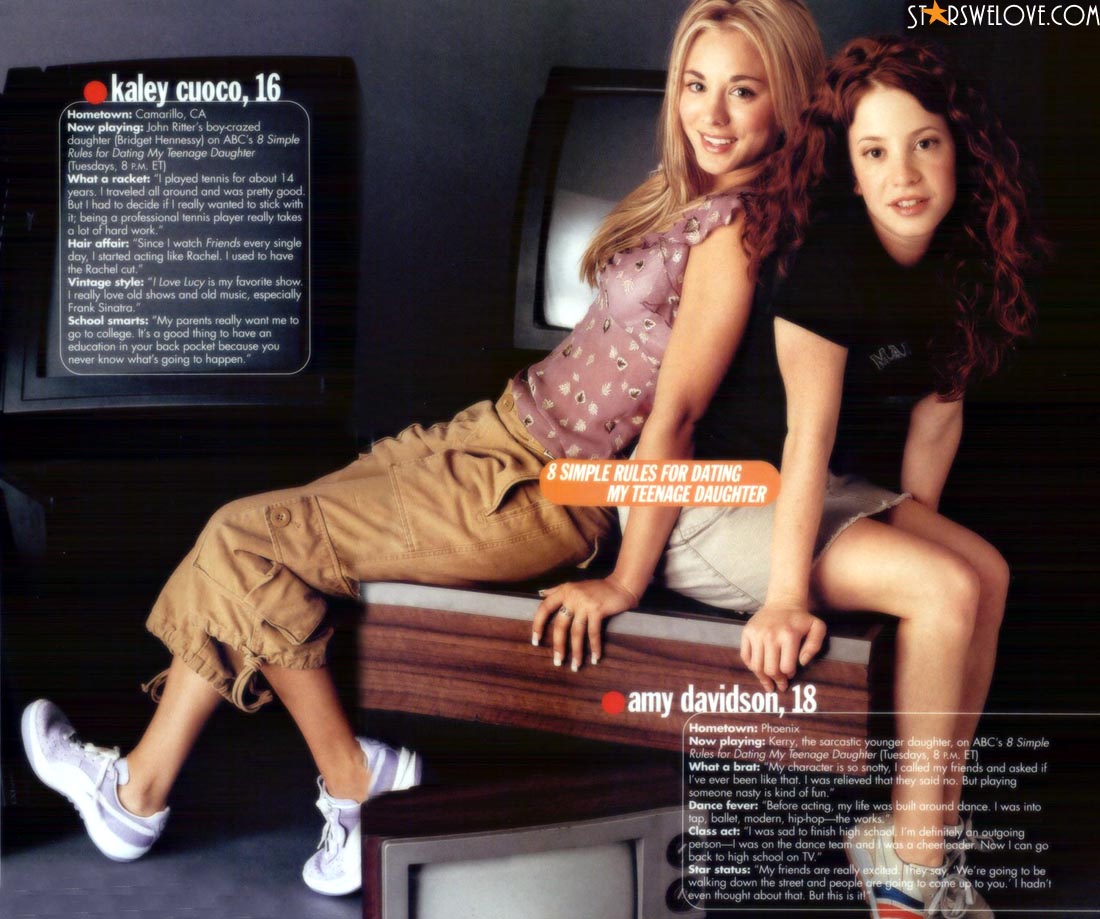 STARSWELOVE.COM
kaley cuoco, 16
Hometown: Camarillo, CA
Now playing: John Ritter's boy-crazed
daughter (Bridget Hennessy) on ABC's 8 Simple
Rules for Dating My Teenage Daughter
(Tuesdays, 8 P.M. ET)
What a racket: "I played tennis for about 14
years. I traveled all around and was pretty good.
But I had to decide if I really wanted to stick with
it; being a professional tennis player really takes
a lot of hard work."
Hair affair: "Since I watch Friends every single
day, I started acting like Rachel. I used to have
the Rachel cut."
Vintage style: "I Love Lucy is my favorite show.
I really love old shows and old music, especially
Frank Sinatra."
School smarts: "My parents really want me to
go to college. It's a good thing to have an
education in your back pocket because you
never know what's going to happen."
8 SIMPLE RULES FOR DATING
MY TEENAGE DAUGHTER
amy davidson, 18
Hometown: Phoenix
Now playing: Kerry, the sarcastic younger daughter, on ABC's 8 Simple
Rules for Dating My Teenage Daughter (Tuesdays, 8 P.M. ET)
What a brat: "My character is so snotty, I called my friends and asked if
I've ever been like that. I was relieved that they said no. But playing
someone nasty is kind of fun."
Dance fever: "Before acting, my life was built around dance. I was into
tap, ballet, modern, hip-hop—the works."
Class act: "I was sad to finish high school, I'm definitely an outgoing
person—I was on the dance team and I was a cheerleader. Now I can go
back to high school on TV."
Star status: "My friends are really excited. They say, 'We're going to be
walking down the street and people are going to come up to you.' I hadn't
even thought about that. But this is it!"